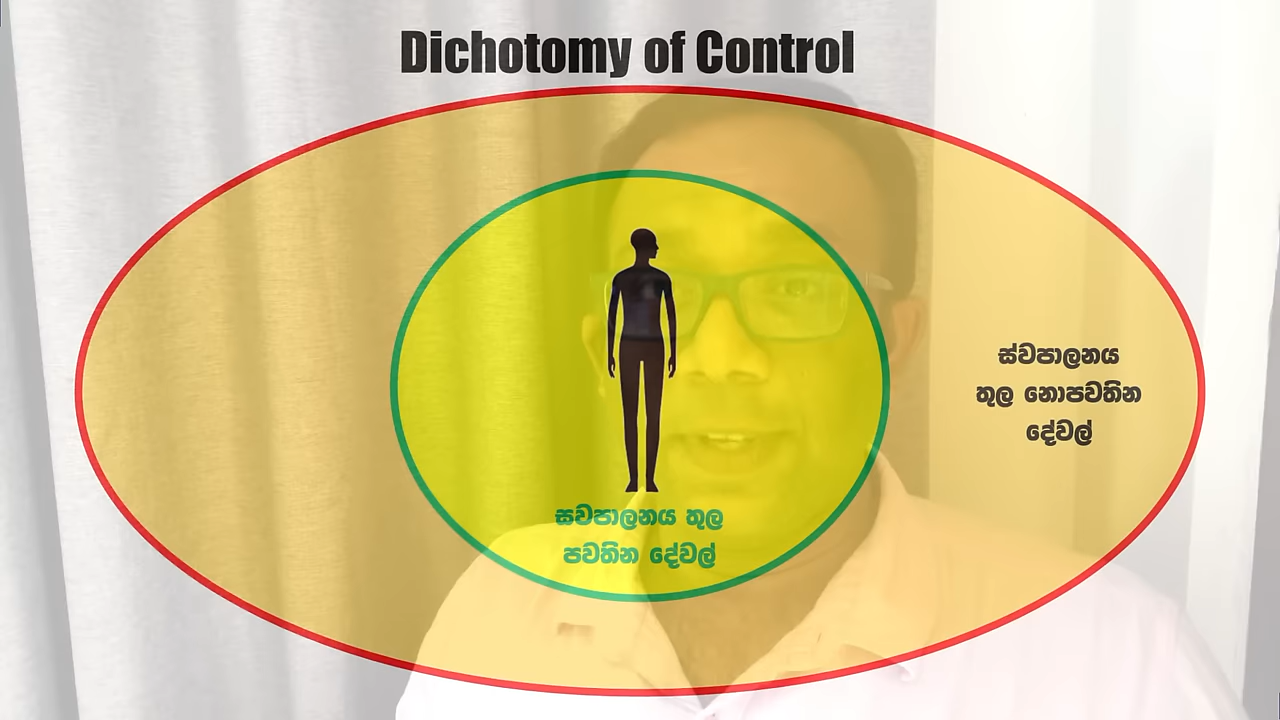 Dichotomy of Control
ස්වපාලනය
තුල නොපවතින
දේවල්
සවපාලනය තුල
පවතින දේවල්